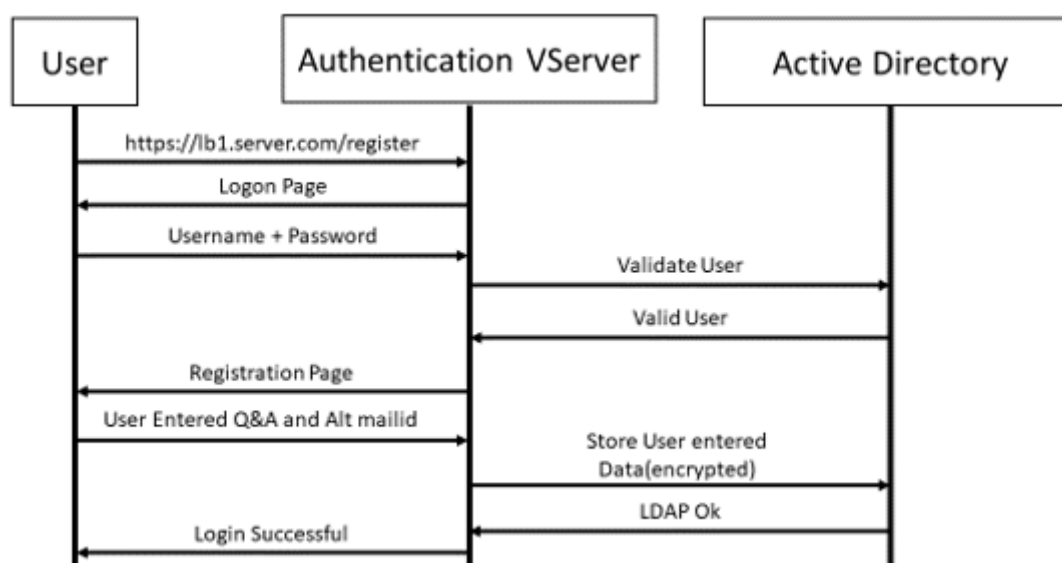 User
Authentication VServer
Active Directory
https://lb1.server.com/register
Logon Page
Username + Password
Validate User
Valid User
Registration Page
User Entered Q&A and Alt mailid
Store User entered
Data(encrypted)
LDAP Ok
Login Successful